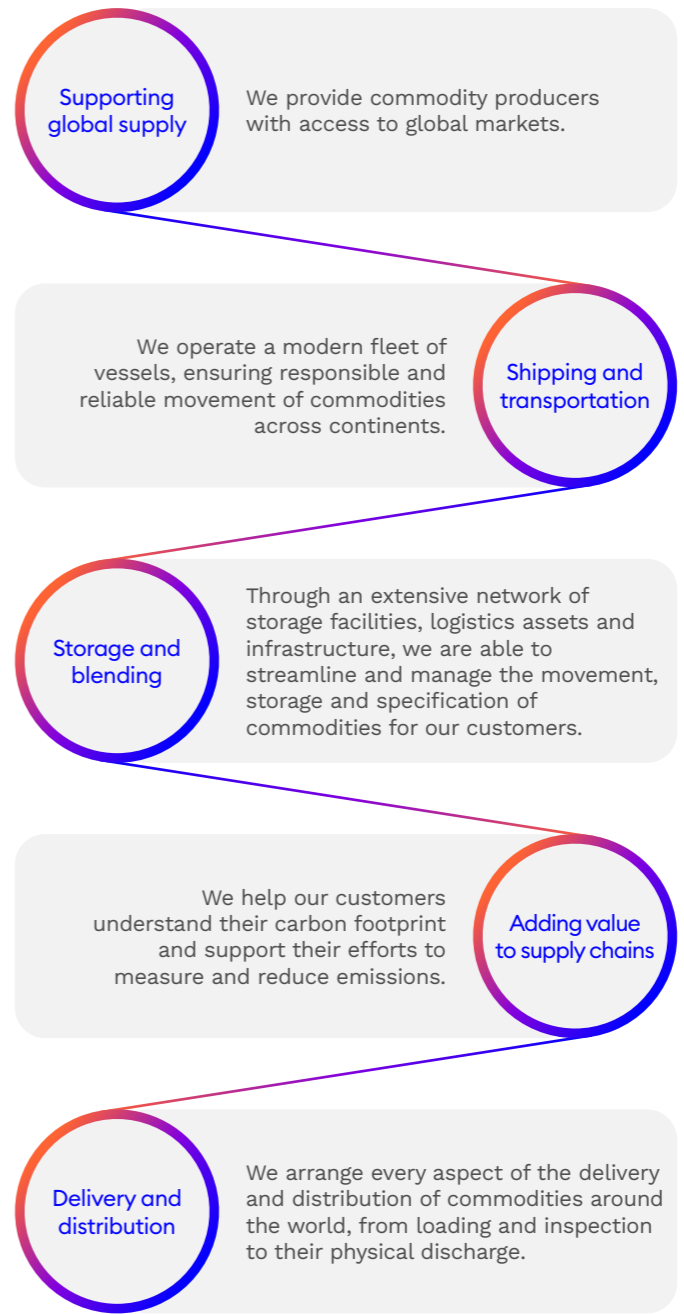 Supporting
global supply
We provide commodity producers
with access to global markets.
We operate a modern fleet of
vessels, ensuring responsible and
reliable movement of commodities
across continents.
Shipping and
transportation
Storage and
blending
Through an extensive network of
storage facilities, logistics assets and
infrastructure, we are able to
streamline and manage the movement,
storage and specification of
commodities for our customers.
We help our customers
understand their carbon footprint
and support their efforts to
measure and reduce emissions.
Adding value
to supply chains
Delivery and
distribution
We arrange every aspect of the delivery
and distribution of commodities around
the world, from loading and inspection
to their physical discharge.